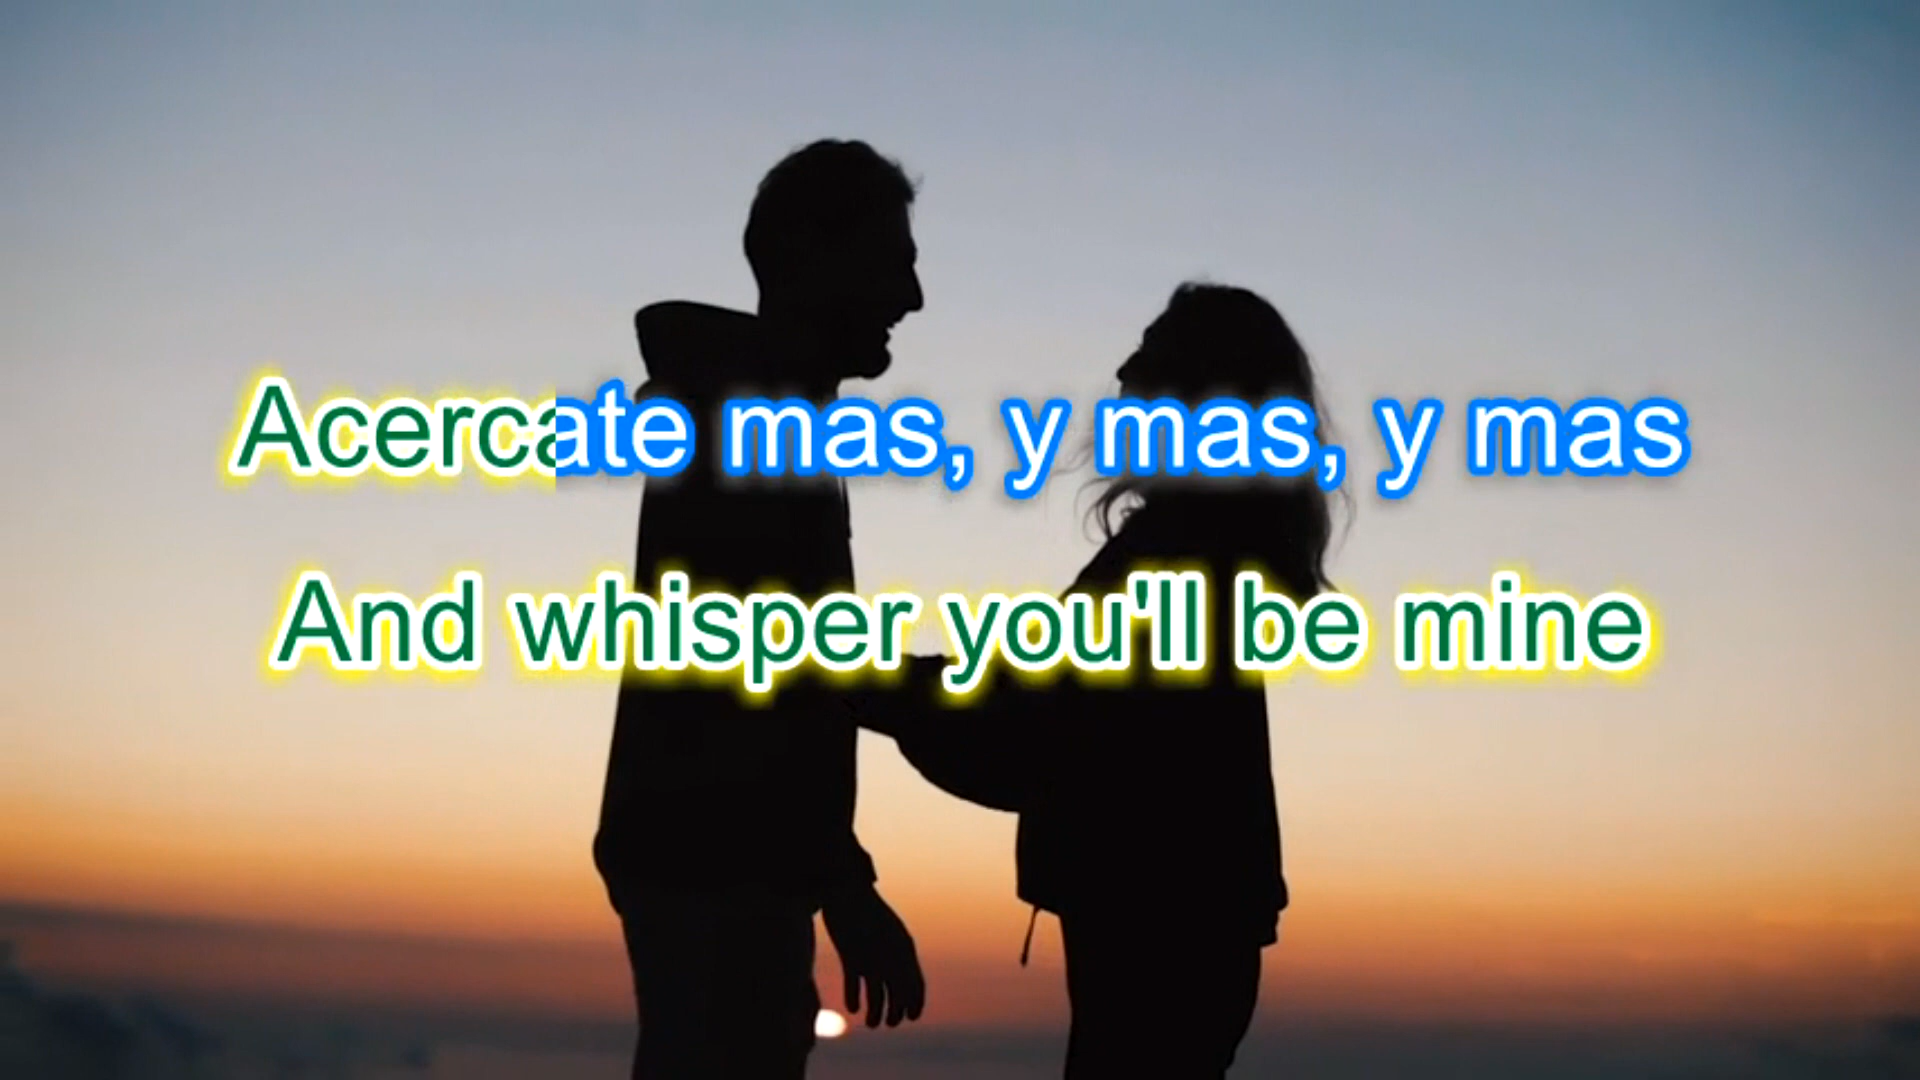 Acercate mas, y mas, y mas
And whisper you'll be mine